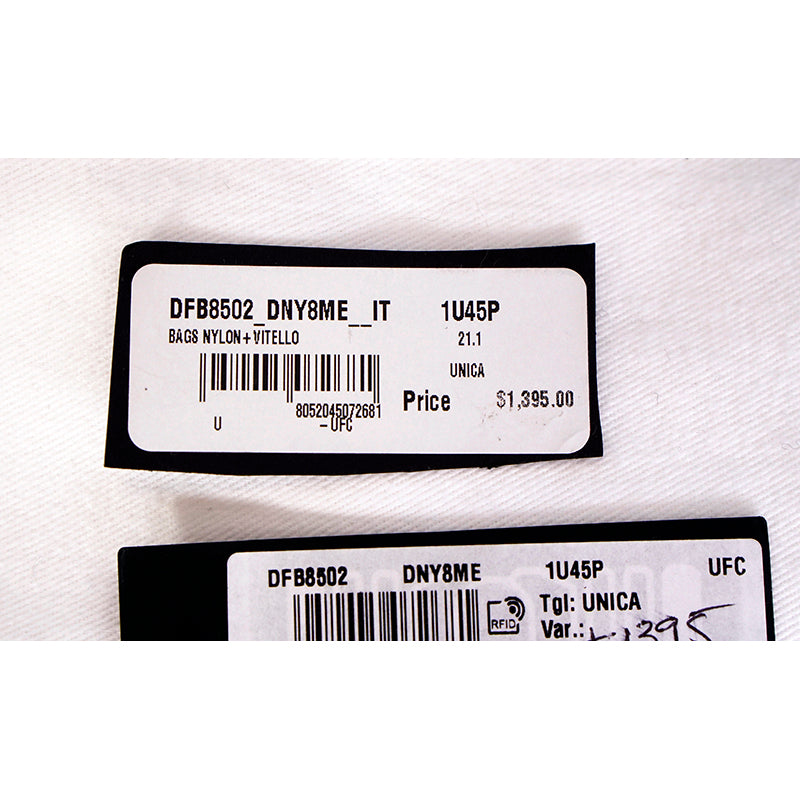 DFB8502_DNY8ME__IT 1U45P
BAGS NYLON+VITELLO 21.1
UNICA
8052045072681 Price $1,395.00
U -UFC
DFB8502 DNY8ME 1U45P UFC
RFID Tgl: UNICA
Var.: 1395